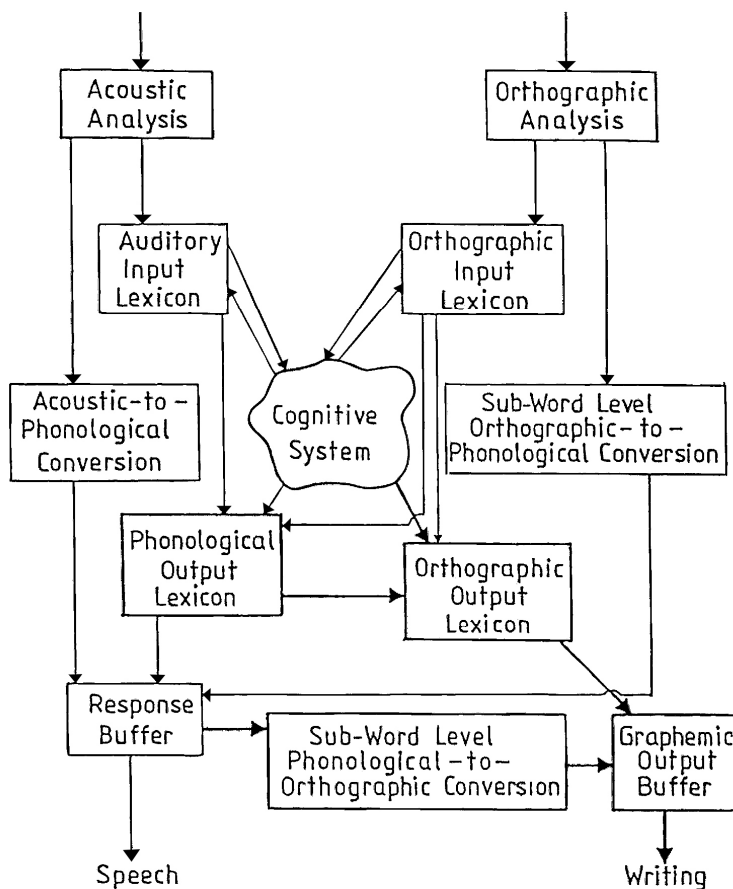 Acoustic
Analysis
Orthographic
Analysis
Auditory
Input
Lexicon
Orthographic
Input
Lexicon
Acoustic-to-
Phonological
Conversion
Cognitive
System
Sub-Word Level
Orthographic-to-
Phonological Conversion
Phonological
Output
Lexicon
Orthographic
Output
Lexicon
Response
Buffer
Sub-Word Level
Phonological-to-
Orthographic Conversion
Graphemic
Output
Buffer
Speech
Writing